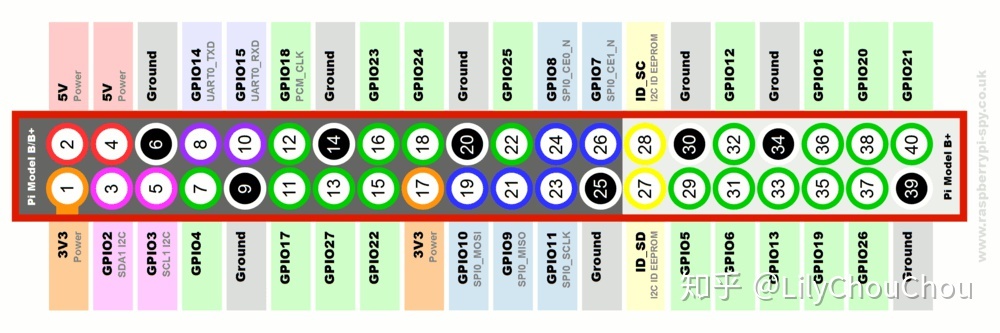 5V
Power
5V
Power
Ground
GPIO14
UART0_TXD
GPIO15
UART0_RXD
GPIO18
PCM_CLK
Ground
GPIO23
GPIO24
Ground
GPIO25
GPIO8
SPI0_CE0_N
GPIO7
SPI0_CE1_N
ID_SC
I2C ID EEPROM
Ground
GPIO12
Ground
GPIO16
GPIO20
GPIO21
Pi Model B/B+
2 4 6 8 10 12 14 16 18 20 22 24 26 28 30 32 34 36 38 40
1 3 5 7 9 11 13 15 17 19 21 23 25 27 29 31 33 35 37 39
Pi Model B+
3V3
Power
GPIO2
SDA1 I2C
GPIO3
SCL1 I2C
GPIO4
Ground
GPIO17
GPIO27
GPIO22
3V3
Power
GPIO10
SPI0_MOSI
GPIO9
SPI0_MISO
GPIO11
SPI0_SCLK
Ground
ID_SD
I2C ID EEPROM
GPIO5
GPIO6
GPIO13
GPIO19
GPIO26
Ground
www.raspberrypi-spy.co.uk
知乎 @LilyChouChou